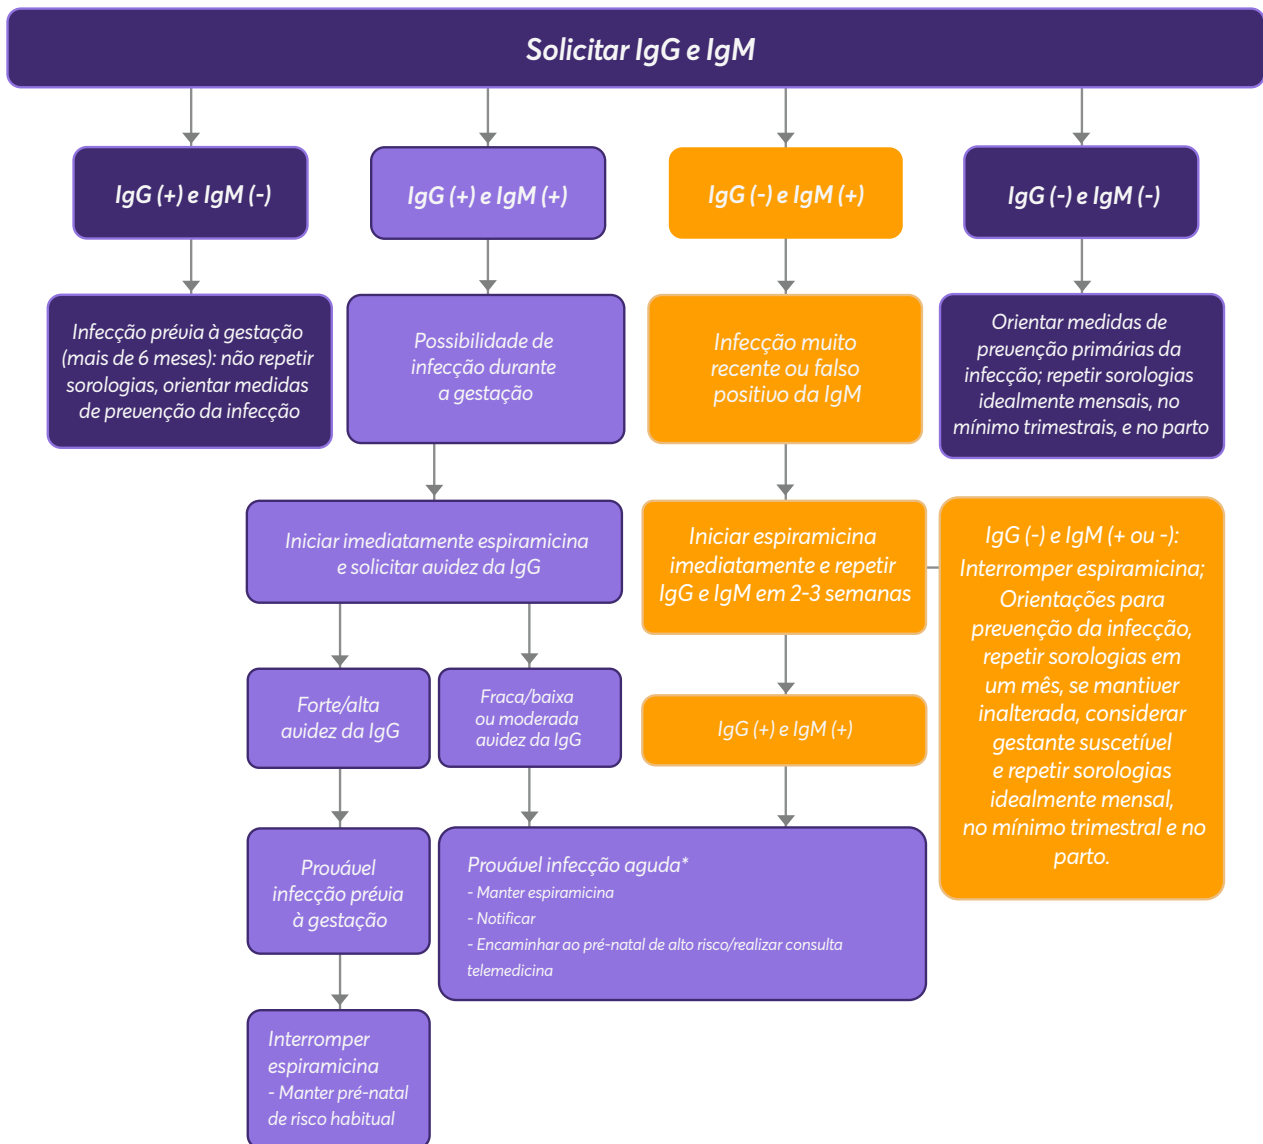 Solicitar IgG e IgM
IgG (+) e IgM (-)
IgG (+) e IgM (+)
IgG (-) e IgM (+)
IgG (-) e IgM (-)
Infecção prévia à gestação
(mais de 6 meses): não repetir
sorologias, orientar medidas
de prevenção da infecção
Possibilidade de
infecção durante
a gestação
Infecção muito
recente ou falso
positivo da IgM
Orientar medidas de
prevenção primárias da
infecção; repetir sorologias
idealmente mensais, no
mínimo trimestrais, e no parto
Iniciar imediatamente espiramicina
e solicitar avidez da IgG
Iniciar espiramicina
imediatamente e repetir
IgG e IgM em 2-3 semanas
IgG (-) e IgM (+ ou -):
Interromper espiramicina;
Orientações para
prevenção da infecção,
repetir sorologias em
um mês, se mantiver
inalterada, considerar
gestante suscetível
e repetir sorologias
idealmente mensal,
no mínimo trimestral e no
parto.
Forte/alta
avidez da IgG
Fraca/baixa
ou moderada
avidez da IgG
IgG (+) e IgM (+)
Provável
infecção prévia
à gestação
Provável infecção aguda*
- Manter espiramicina
- Notificar
- Encaminhar ao pré-natal de alto risco/realizar consulta
telemedicina
Interromper
espiramicina
- Manter pré-natal
de risco habitual